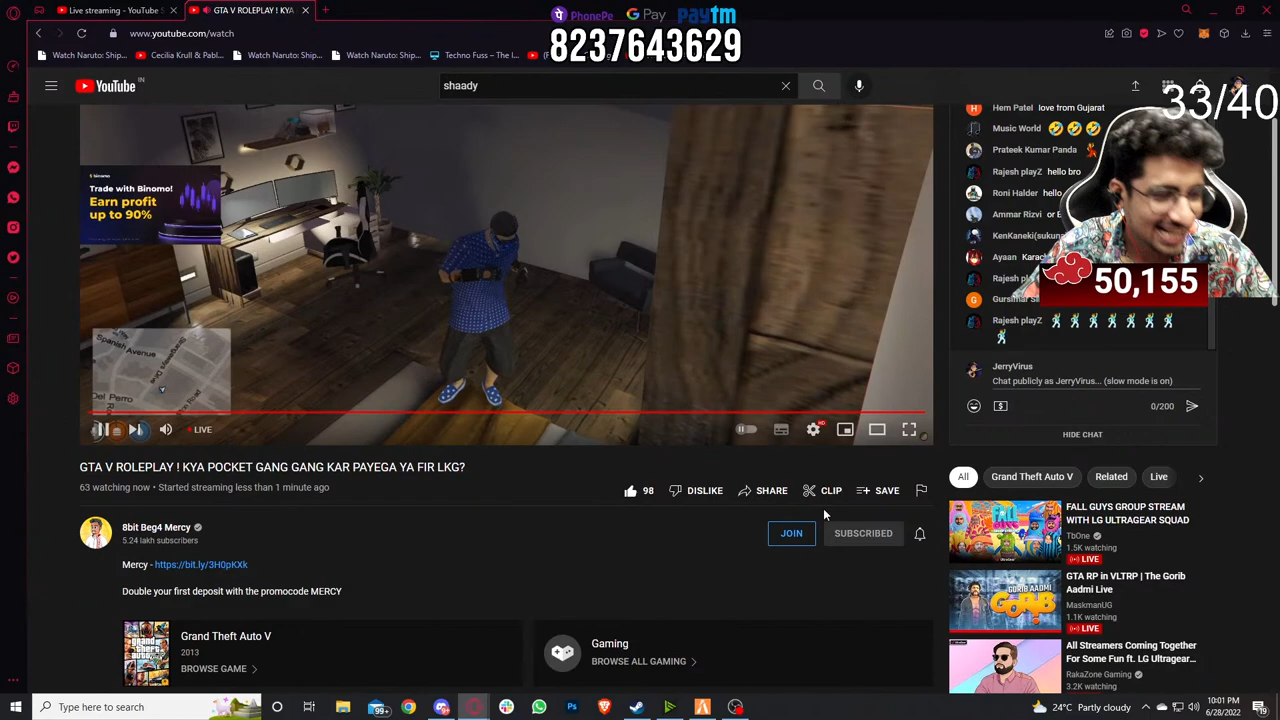 Live streaming - YouTube S
GTA V ROLEPLAY ! KYA
PhonePe
G Pay
paytm
www.youtube.com/watch
8237643629
Watch Naruto: Ship...
Cecilia Krull & Pabl...
Watch Naruto: Ship...
Watch Naruto: Ship...
Techno Fuss – The I...
YouTube
IN
shaady
33/40
Hem Patel love from Gujarat
Music World 🤣🤣🤣
Prateek Kumar Panda 💃
Rajesh playZ hello bro
Roni Halder hello
Ammar Rizvi or B
KenKaneki(sukuna
Ayaan Karach
Rajesh p
Gursimar S
Rajesh playZ
50,155
binomo
Trade with Binomo!
Earn profit
up to 90%
Spanish Avenue
Del Perro
LIVE
HD
JerryVirus
Chat publicly as JerryVirus... (slow mode is on)
0/200
HIDE CHAT
GTA V ROLEPLAY ! KYA POCKET GANG GANG KAR PAYEGA YA FIR LKG?
63 watching now • Started streaming less than 1 minute ago
98
DISLIKE
SHARE
CLIP
SAVE
8bit Beg4 Mercy
5.24 lakh subscribers
JOIN
SUBSCRIBED
Mercy - https://bit.ly/3H0pKXk
Double your first deposit with the promocode MERCY
Grand Theft Auto V
2013
BROWSE GAME
Gaming
BROWSE ALL GAMING
All
Grand Theft Auto V
Related
Live
FALL GUYS GROUP STREAM
WITH LG ULTRAGEAR SQUAD
TbOne
1.5K watching
LIVE
GORIB
GTA RP in VLTRP | The Gorib
Aadmi Live
MaskmanUG
1.1K watching
LIVE
All Streamers Coming Together
For Some Fun ft. LG Ultragear...
RakaZone Gaming
3.2K watching
Type here to search
99+
24°C Partly cloudy
10:01 PM
6/28/2022
19